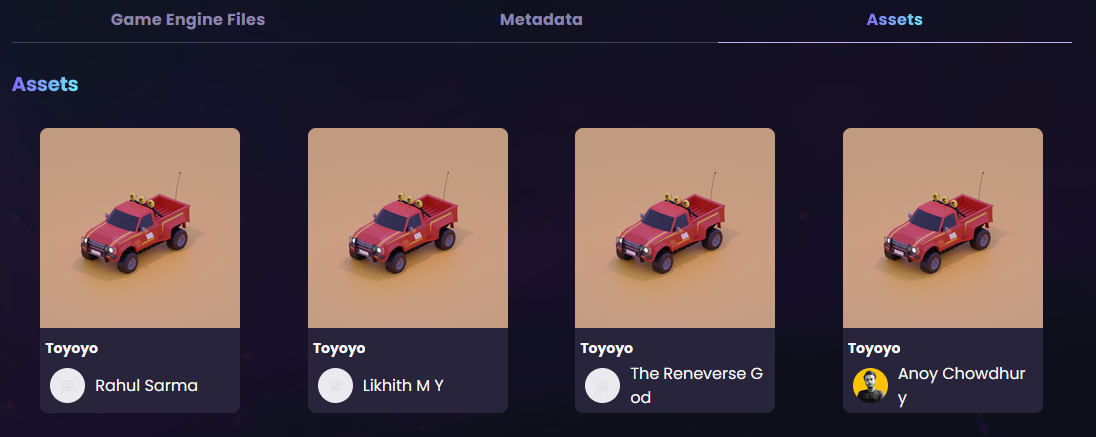 Game Engine Files
Metadata
Assets
Assets
Toyoyo
Rahul Sarma
Toyoyo
Likhith M Y
Toyoyo
The Reneverse G
od
Toyoyo
Anoy Chowdhur
y